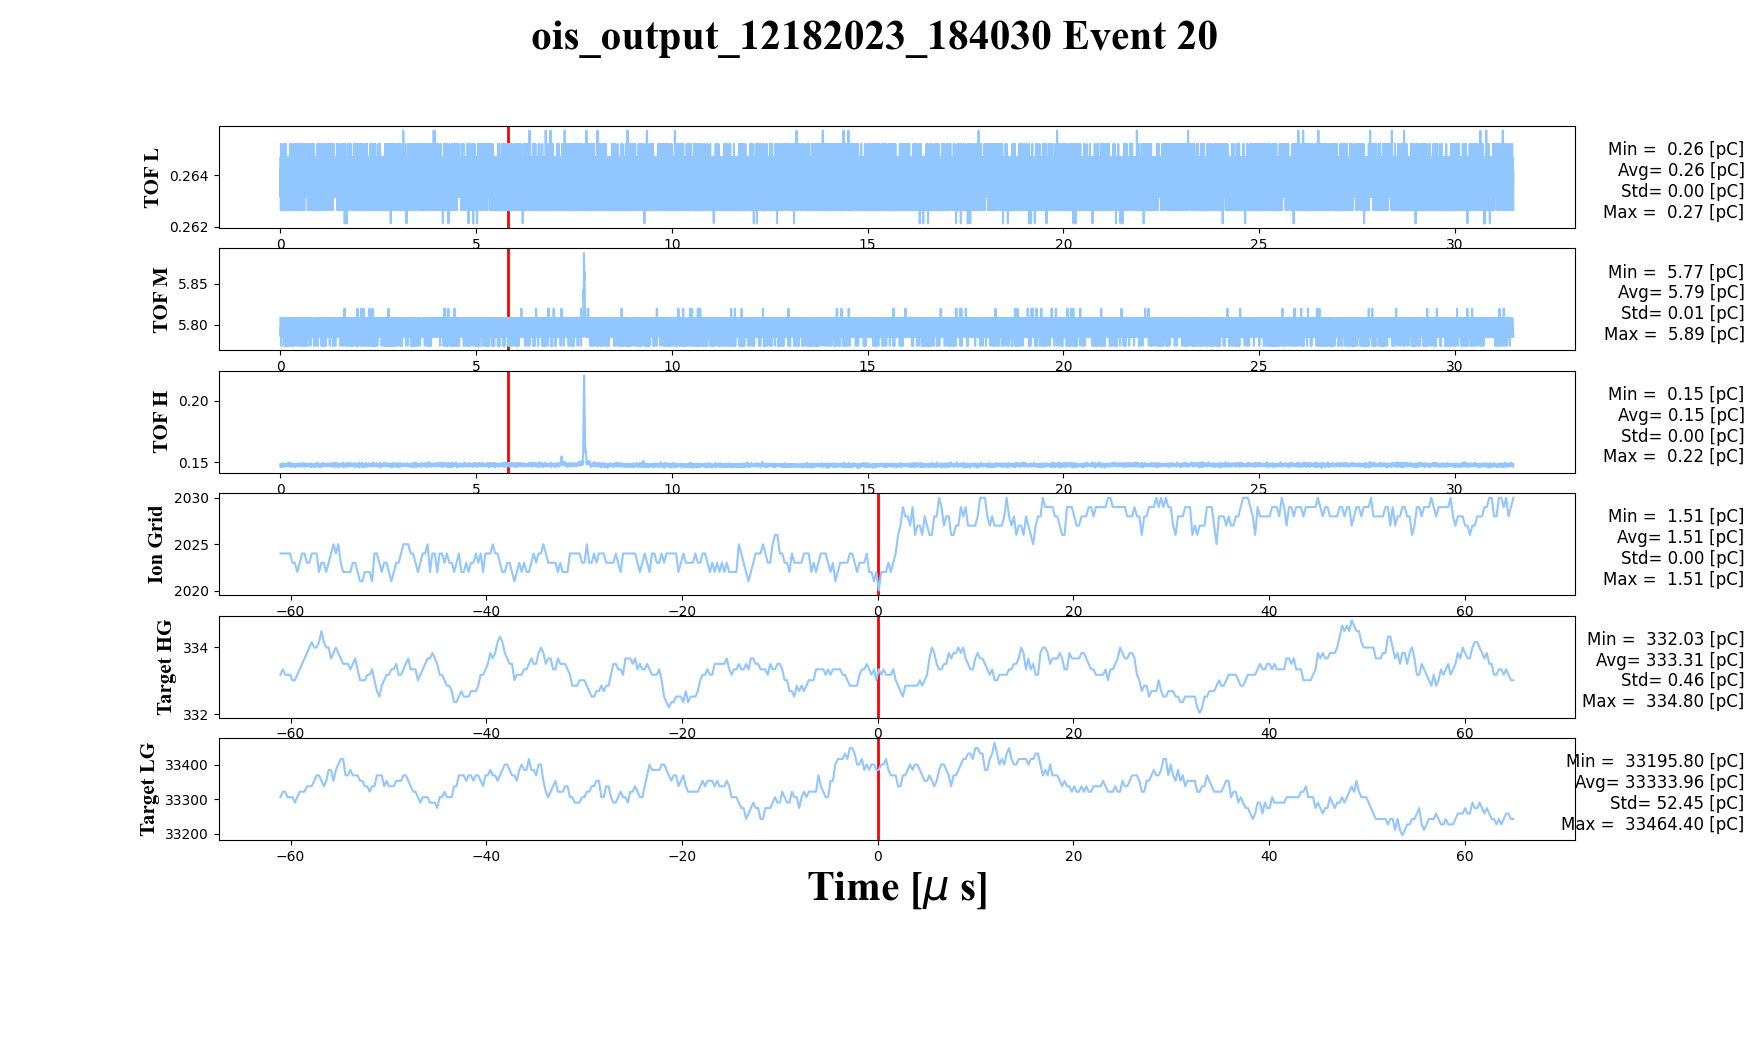 ois_output_12182023_184030 Event 20
TOF L
0.264
0.262
0 5 10 15 20 25 30
Min =  0.26 [pC]
Avg= 0.26 [pC]
Std= 0.00 [pC]
Max =  0.27 [pC]
TOF M
5.85
5.80
0 5 10 15 20 25 30
Min =  5.77 [pC]
Avg= 5.79 [pC]
Std= 0.01 [pC]
Max =  5.89 [pC]
TOF H
0.20
0.15
0 5 10 15 20 25 30
Min =  0.15 [pC]
Avg= 0.15 [pC]
Std= 0.00 [pC]
Max =  0.22 [pC]
Ion Grid
2030
2025
2020
−60 −40 −20 0 20 40 60
Min =  1.51 [pC]
Avg= 1.51 [pC]
Std= 0.00 [pC]
Max =  1.51 [pC]
Target HG
334
332
−60 −40 −20 0 20 40 60
Min =  332.03 [pC]
Avg= 333.31 [pC]
Std= 0.46 [pC]
Max =  334.80 [pC]
Target LG
33400
33300
33200
−60 −40 −20 0 20 40 60
Min =  33195.80 [pC]
Avg= 33333.96 [pC]
Std= 52.45 [pC]
Max =  33464.40 [pC]
Time [μ s]